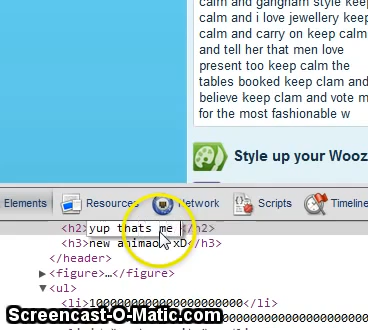 calm and gangnam style keep
calm and i love jewellery keep
calm and carry on keep calm
and tell her that men love
present too keep calm the
tables booked keep clam and
believe keep clam and vote m
for the most fashionable w
Style up your Wooz
Elements Resources Network Scripts Timeline
<h2>yup thats me </h2>
<h3>new animao xD</h3>
</header>
<figure>…</figure>
<ul>
</li>
Screencast-O-Matic.com